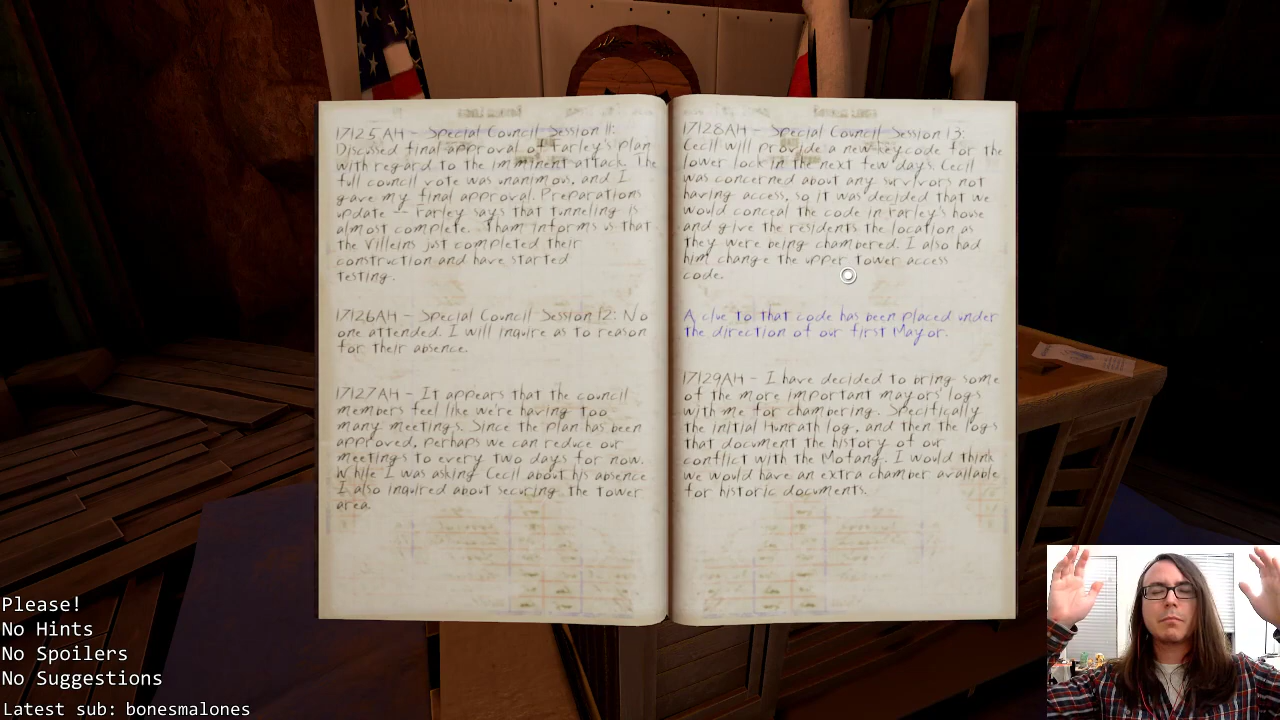 17125AH - Special Council Session 11:
Discussed final approval of Farley's plan
with regard to the imminent attack. The
full council vote was unanimous, and I
gave my final approval. Preparations
update -- Farley says that tunneling is
almost complete. Tham informs us that
the Villeins just completed their
construction and have started
testing.
17126AH - Special Council Session 12: No
one attended. I will inquire as to reason
for their absence.
17127AH - It appears that the council
members feel like we're having too
many meetings. Since the plan has been
approved, perhaps we can reduce our
meetings to every two days for now.
While I was asking Cecil about his absence
I also inquired about securing the tower
area.
17128AH - Special Council Session 13:
Cecil will provide a new keycode for the
lower lock in the next few days. Cecil
was concerned about any survivors not
having access, so it was decided that we
would conceal the code in Farley's house
and give the residents the location as
they were being chambered. I also had
him change the upper tower access
code.
A clue to that code has been placed under
the direction of our first Mayor.
17129AH - I have decided to bring some
of the more important mayors' logs
with me for chambering. Specifically
the initial Hunrath log, and then the logs
that document the history of our
conflict with the Mofang. I would think
we would have an extra chamber available
for historic documents.
Please!
No Hints
No Spoilers
No Suggestions
Latest sub: bonesmalones